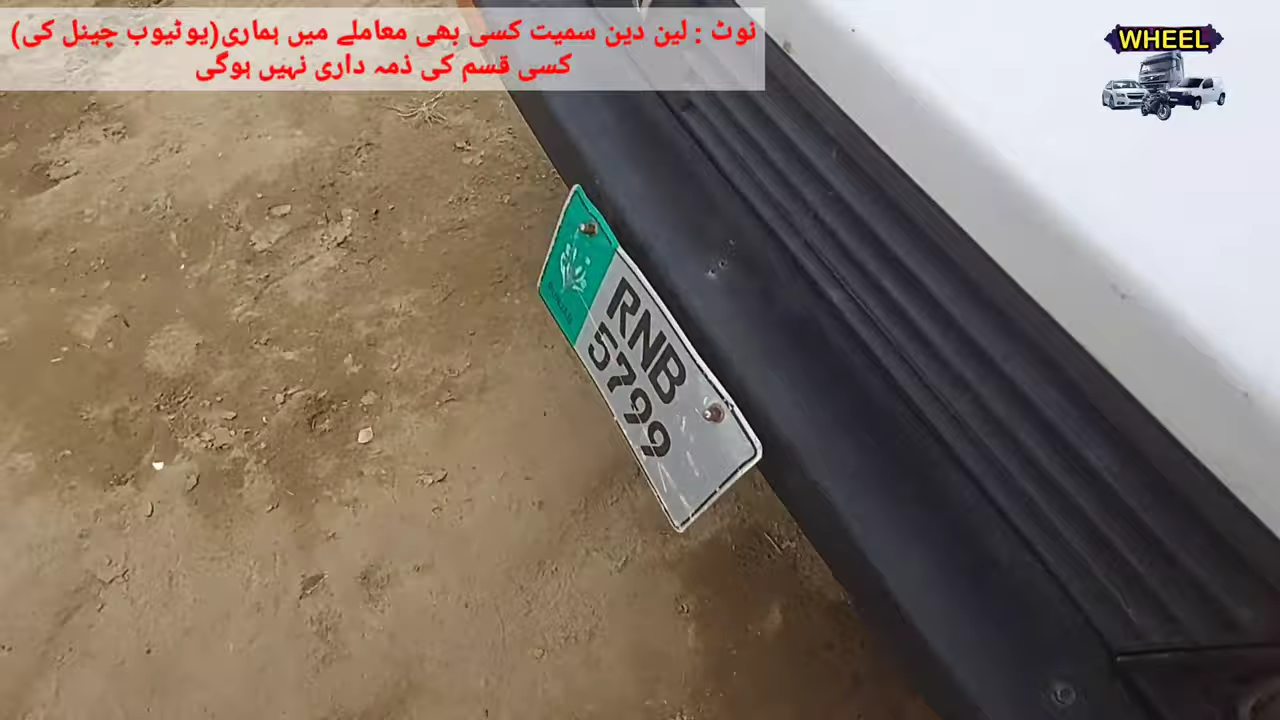 نوٹ : لین دین سمیت کسی بھی معاملے میں ہماری(یوٹیوب چینل کی)
کسی قسم کی ذمہ داری نہیں ہوگی
WHEEL
RNB
5799